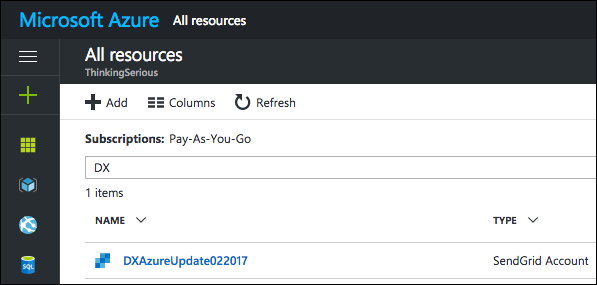 Microsoft Azure All resources
All resources
ThinkingSerious
Add Columns Refresh
Subscriptions: Pay-As-You-Go
DX
1 items
NAME TYPE
DXAzureUpdate022017 SendGrid Account
SQL